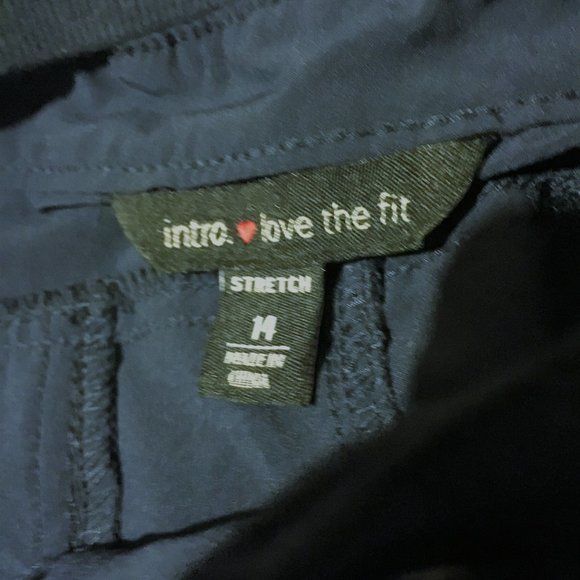 intro. ♥ love the fit
STRETCH
14
MADE IN
CHINA